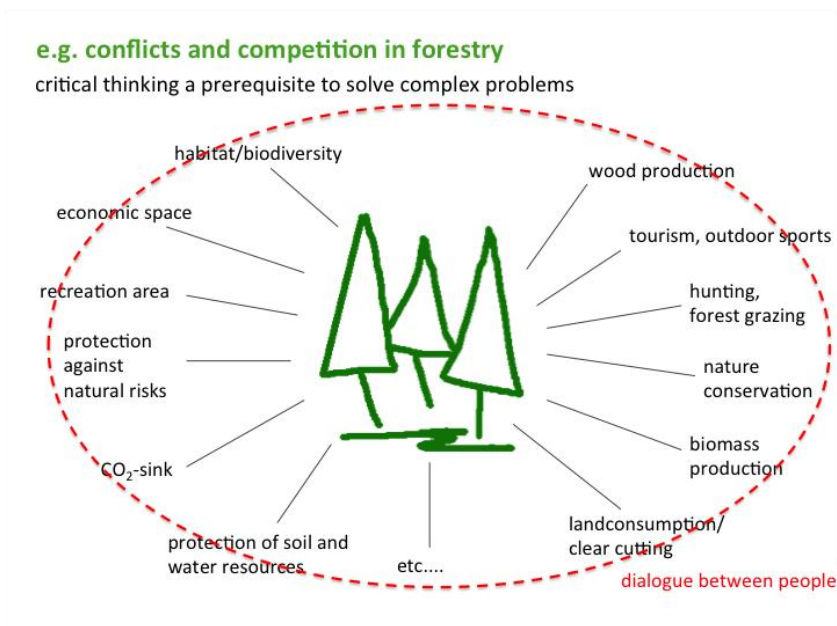 e.g. conflicts and competition in forestry
critical thinking a prerequisite to solve complex problems
habitat/biodiversity
economic space
recreation area
protection
against
natural risks
CO₂-sink
protection of soil and
water resources
etc....
wood production
tourism, outdoor sports
hunting,
forest grazing
nature
conservation
biomass
production
landconsumption/
clear cutting
dialogue between people